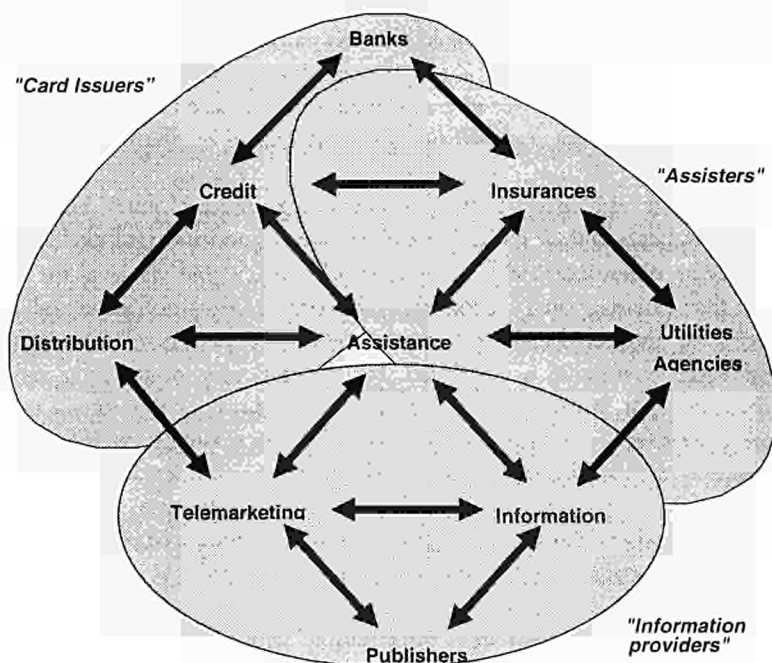 Banks
"Card Issuers"
Credit
Insurances
"Assisters"
Distribution
Assistance
Utilities
Agencies
Telemarketing
Information
"Information
providers"
Publishers